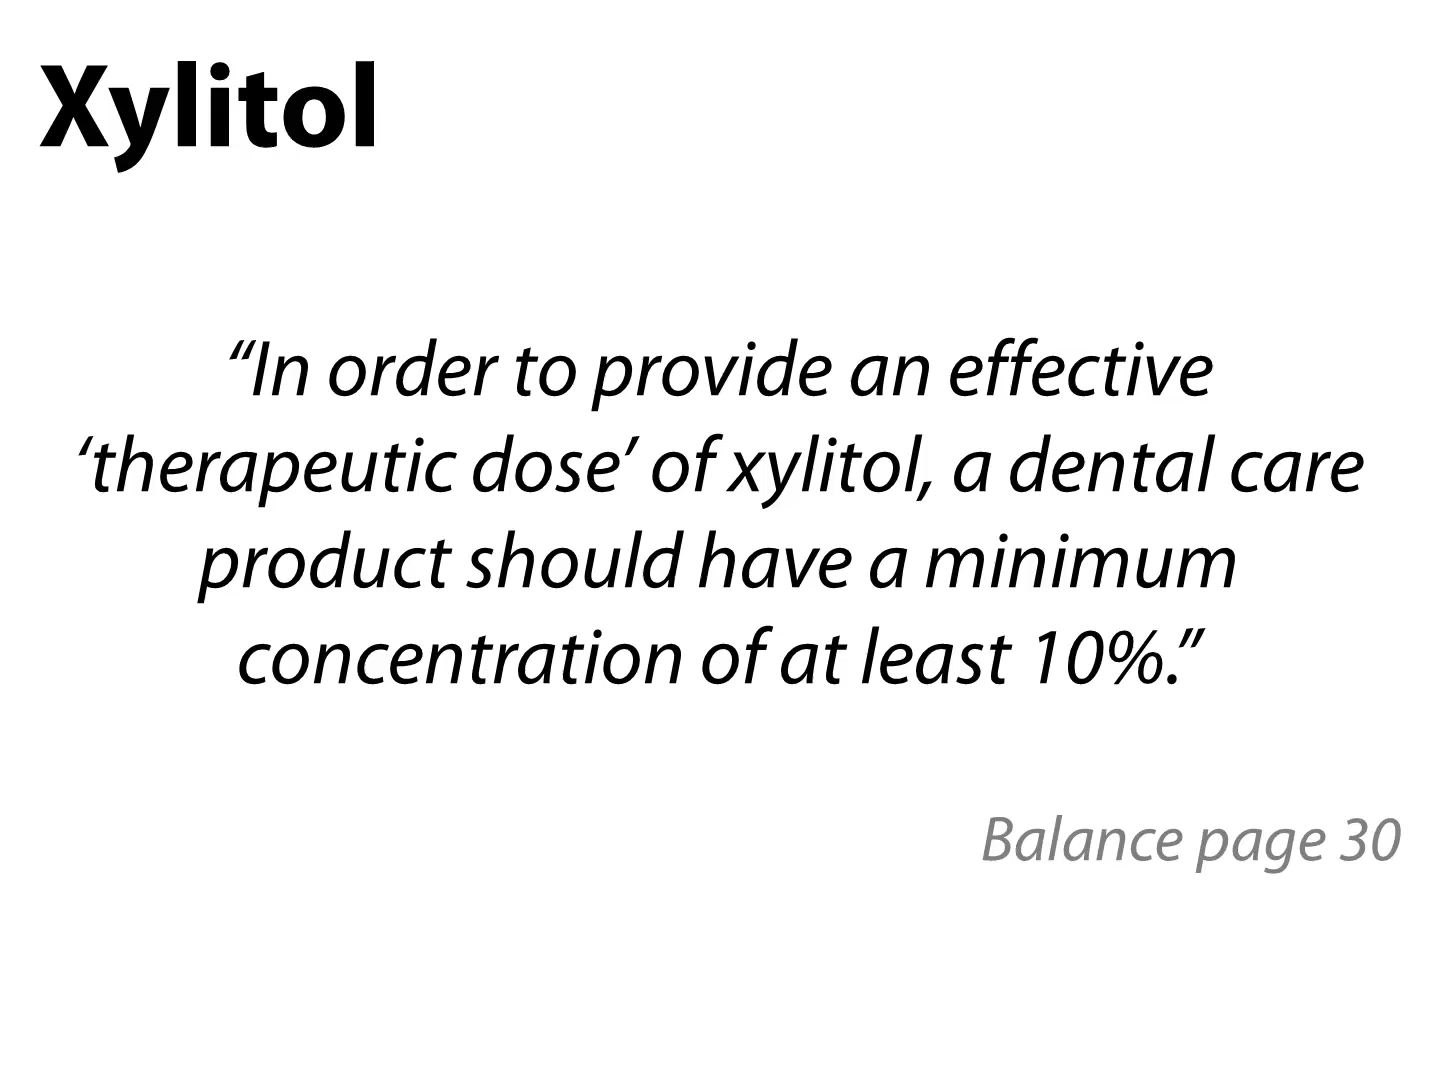 Xylitol
“In order to provide an effective
‘therapeutic dose’ of xylitol, a dental care
product should have a minimum
concentration of at least 10%.”
Balance page 30